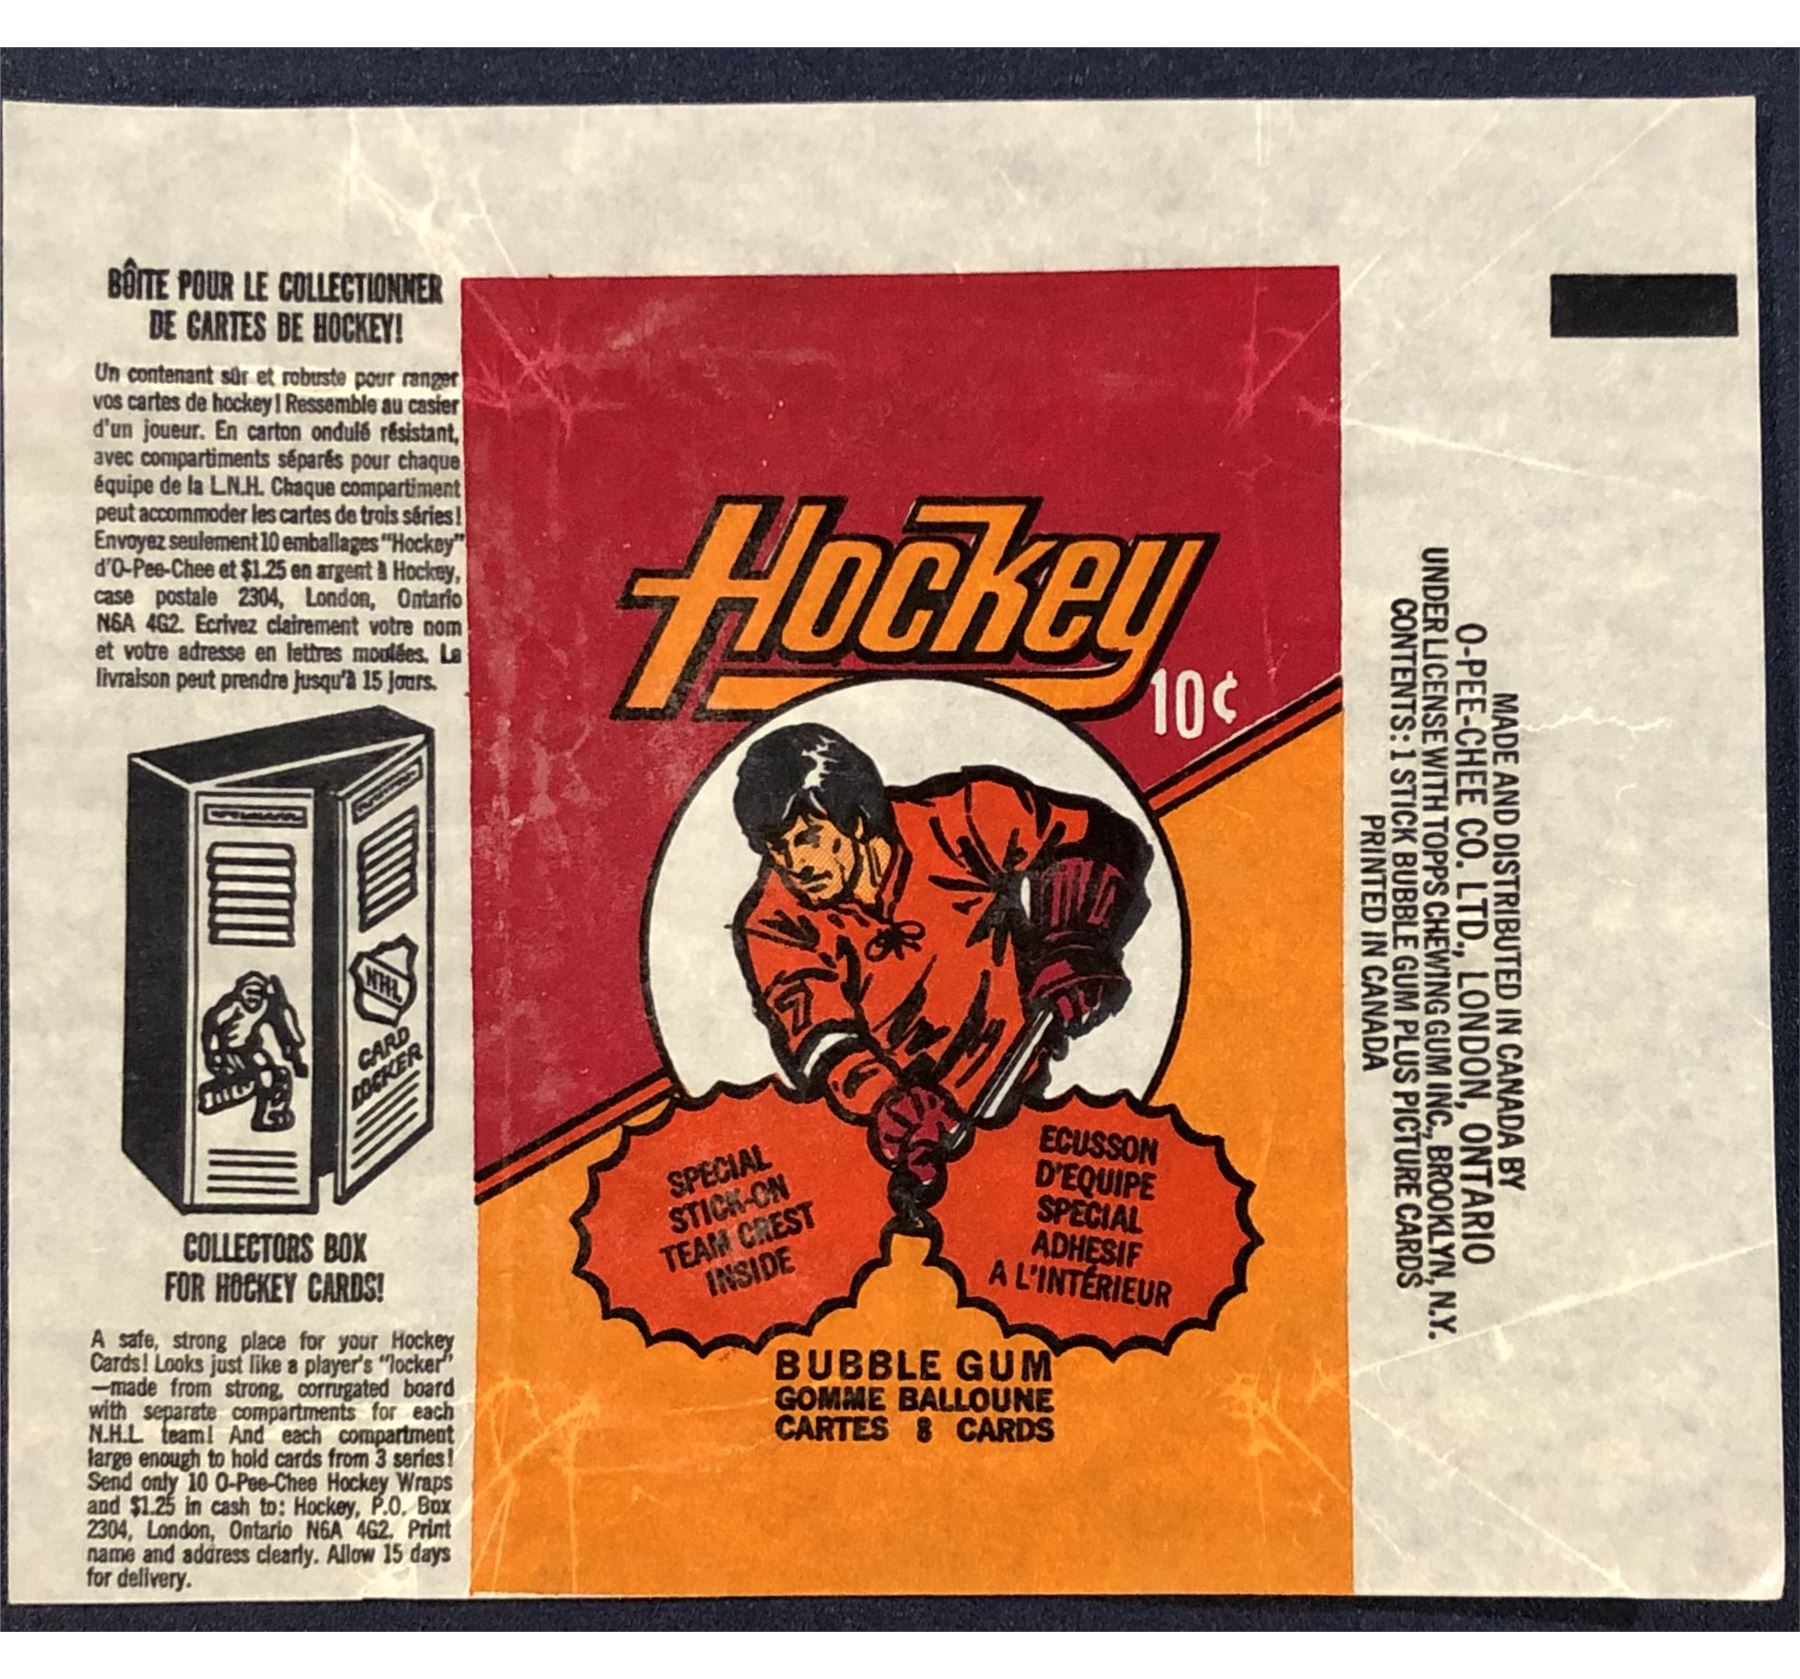 BÔITE POUR LE COLLECTIONNER
DE CARTES BE HOCKEY!
Un contenant sûr et robuste pour ranger
vos cartes de hockey! Ressemble au casier
d'un joueur. En carton ondulé résistant,
avec compartiments séparés pour chaque
équipe de la L.N.H. Chaque compartiment
peut accommoder les cartes de trois séries!
Envoyez seulement 10 emballages "Hockey"
d'O-Pee-Chee et $1.25 en argent à Hockey,
case postale 2304, London, Ontario
N6A 4G2. Ecrivez clairement votre nom
et votre adresse en lettres moulées. La
livraison peut prendre jusqu'à 15 jours.
NHL
CARD
LOCKER
COLLECTORS BOX
FOR HOCKEY CARDS!
A safe, strong place for your Hockey
Cards! Looks just like a player's "locker"
—made from strong, corrugated board
with separate compartments for each
N.H.L. team! And each compartment
large enough to hold cards from 3 series!
Send only 10 O-Pee-Chee Hockey Wraps
and $1.25 in cash to: Hockey, P.O. Box
2304, London, Ontario N6A 4G2. Print
name and address clearly. Allow 15 days
for delivery.
Hockey
10¢
7
SPECIAL
STICK-ON
TEAM CREST
INSIDE
ECUSSON
D'EQUIPE
SPECIAL
ADHESIF
A L'INTÉRIEUR
BUBBLE GUM
GOMME BALLOUNE
CARTES 8 CARDS
MADE AND DISTRIBUTED IN CANADA BY
O-PEE-CHEE CO. LTD., LONDON, ONTARIO
UNDER LICENSE WITH TOPPS CHEWING GUM INC., BROOKLYN, N.Y.
CONTENTS: 1 STICK BUBBLE GUM PLUS PICTURE CARDS
PRINTED IN CANADA